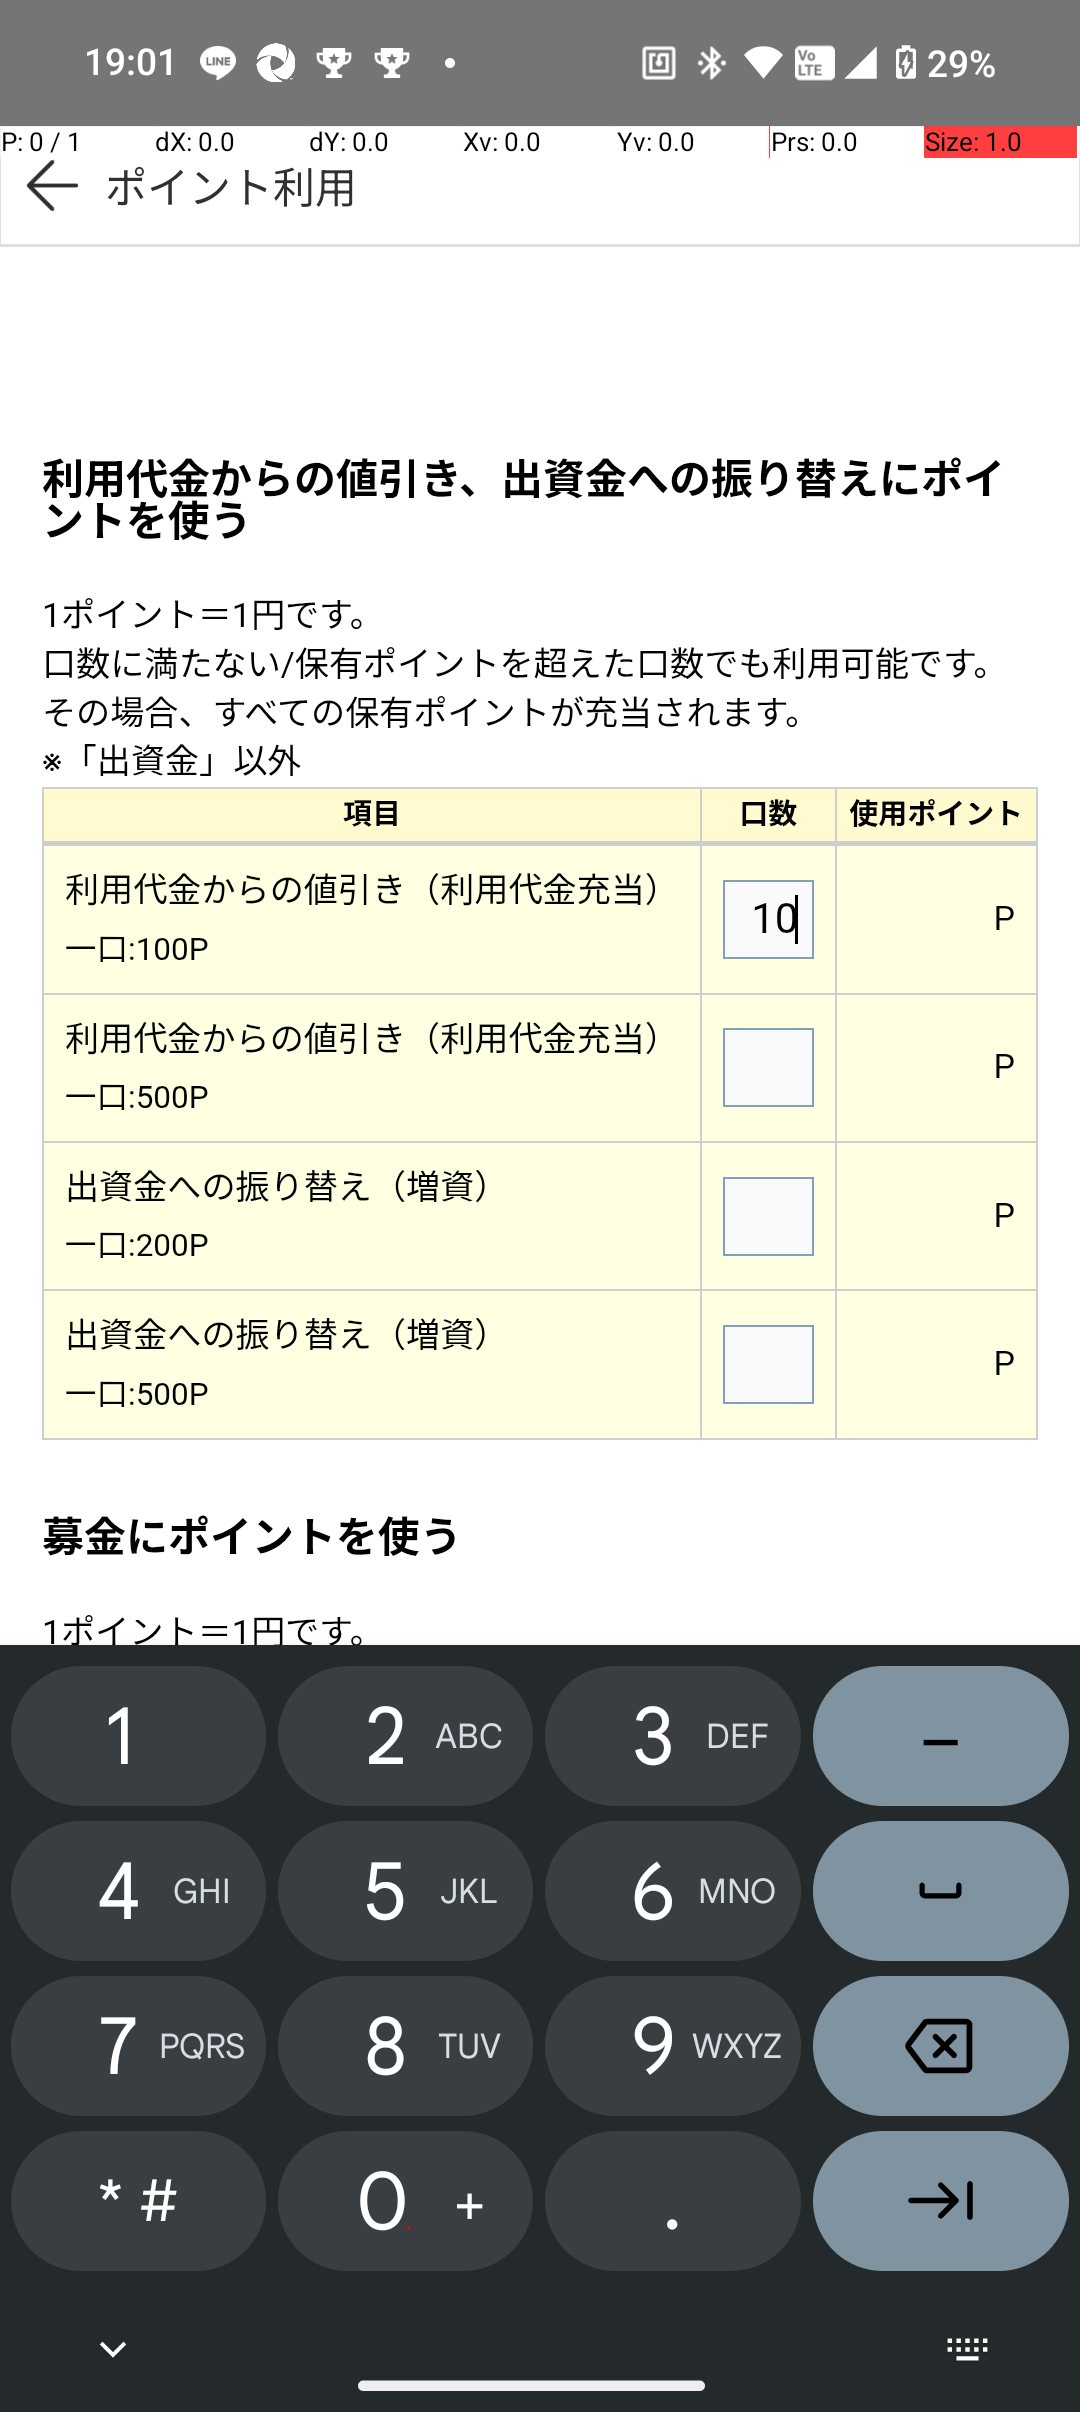 19:01 LINE Vo LTE 29%
P: 0 / 1 dX: 0.0 dY: 0.0 Xv: 0.0 Yv: 0.0 Prs: 0.0 Size: 1.0
ポイント利用
利用代金からの値引き、出資金への振り替えにポイ
ントを使う
1ポイント＝1円です。
口数に満たない/保有ポイントを超えた口数でも利用可能です。
その場合、すべての保有ポイントが充当されます。
※「出資金」以外
項目 口数 使用ポイント
利用代金からの値引き（利用代金充当）
一口:100P
10 P
利用代金からの値引き（利用代金充当）
一口:500P
P
出資金への振り替え（増資）
一口:200P
P
出資金への振り替え（増資）
一口:500P
P
募金にポイントを使う
1ポイント＝1円です。
1 2 ABC 3 DEF –
4 GHI 5 JKL 6 MNO
7 PQRS 8 TUV 9 WXYZ
* # 0 + .